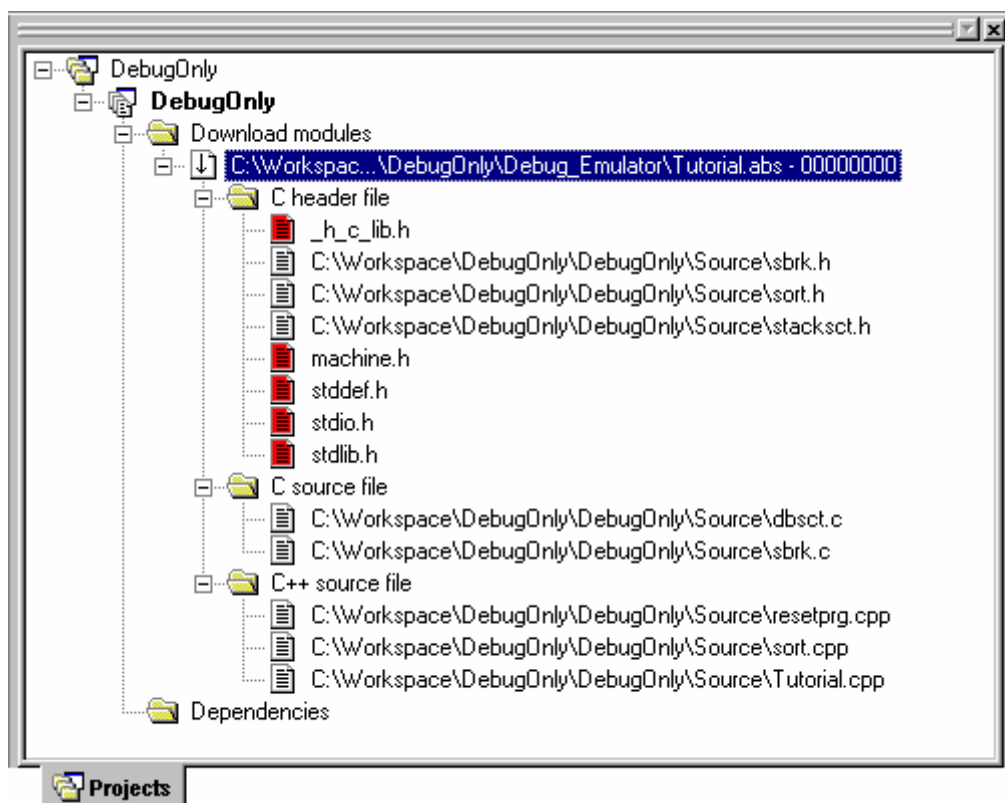 DebugOnly
DebugOnly
Download modules
C:\Workspac...\DebugOnly\Debug_Emulator\Tutorial.abs - 00000000
C header file
_h_c_lib.h
C:\Workspace\DebugOnly\DebugOnly\Source\sbrk.h
C:\Workspace\DebugOnly\DebugOnly\Source\sort.h
C:\Workspace\DebugOnly\DebugOnly\Source\stacksct.h
machine.h
stddef.h
stdio.h
stdlib.h
C source file
C:\Workspace\DebugOnly\DebugOnly\Source\dbsct.c
C:\Workspace\DebugOnly\DebugOnly\Source\sbrk.c
C++ source file
C:\Workspace\DebugOnly\DebugOnly\Source\resetprg.cpp
C:\Workspace\DebugOnly\DebugOnly\Source\sort.cpp
C:\Workspace\DebugOnly\DebugOnly\Source\Tutorial.cpp
Dependencies
Projects